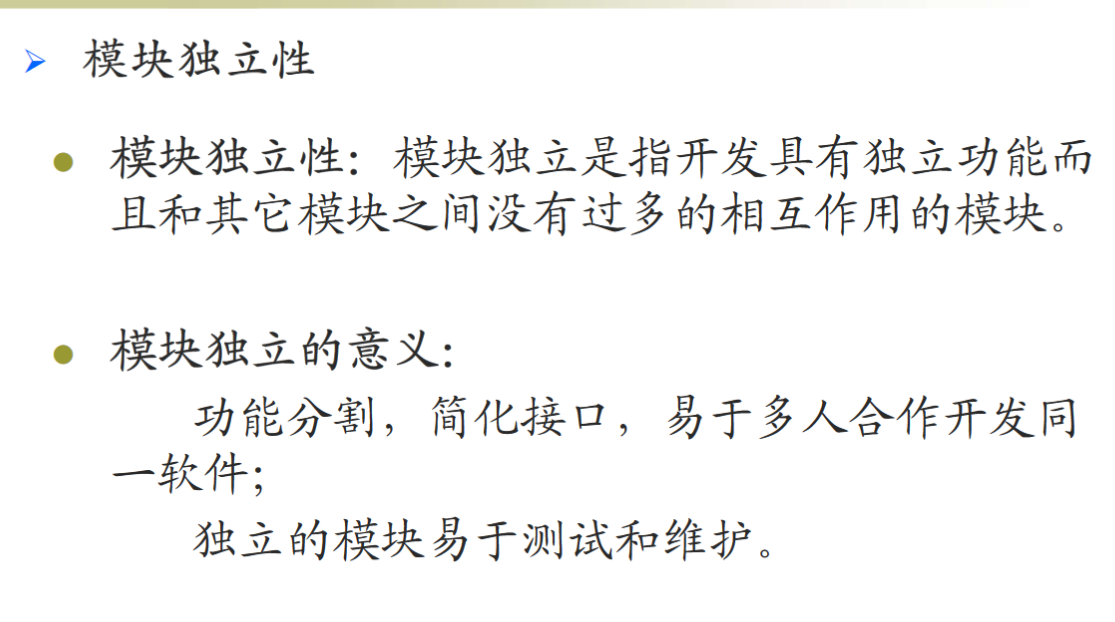 模块独立性
模块独立性：模块独立是指开发具有独立功能而
且和其它模块之间没有过多的相互作用的模块。
模块独立的意义：
功能分割，简化接口，易于多人合作开发同
一软件；
独立的模块易于测试和维护。